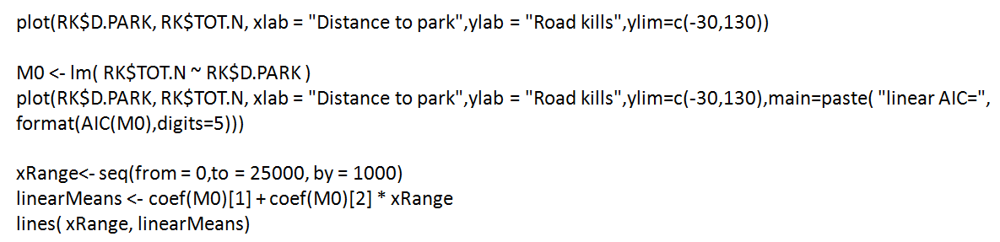 plot(RK$D.PARK, RK$TOT.N, xlab = "Distance to park",ylab = "Road kills",ylim=c(-30,130))
M0 <- lm( RK$TOT.N ~ RK$D.PARK )
plot(RK$D.PARK, RK$TOT.N, xlab = "Distance to park",ylab = "Road kills",ylim=c(-30,130),main=paste( "linear AIC=",
format(AIC(M0),digits=5)))
xRange<- seq(from = 0,to = 25000, by = 1000)
linearMeans <- coef(M0)[1] + coef(M0)[2] * xRange
lines( xRange, linearMeans)